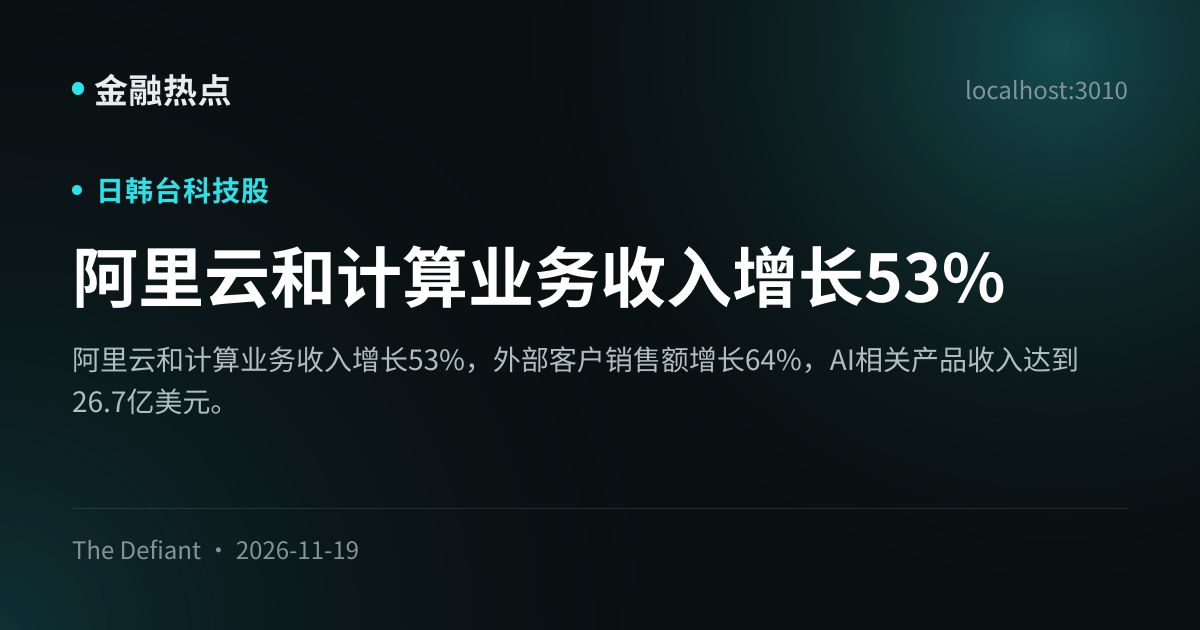 金融热点
localhost:3010
日韩台科技股
阿里云和计算业务收入增长53%
阿里云和计算业务收入增长53%，外部客户销售额增长64%，AI相关产品收入达到
26.7亿美元。
The Defiant · 2026-11-19